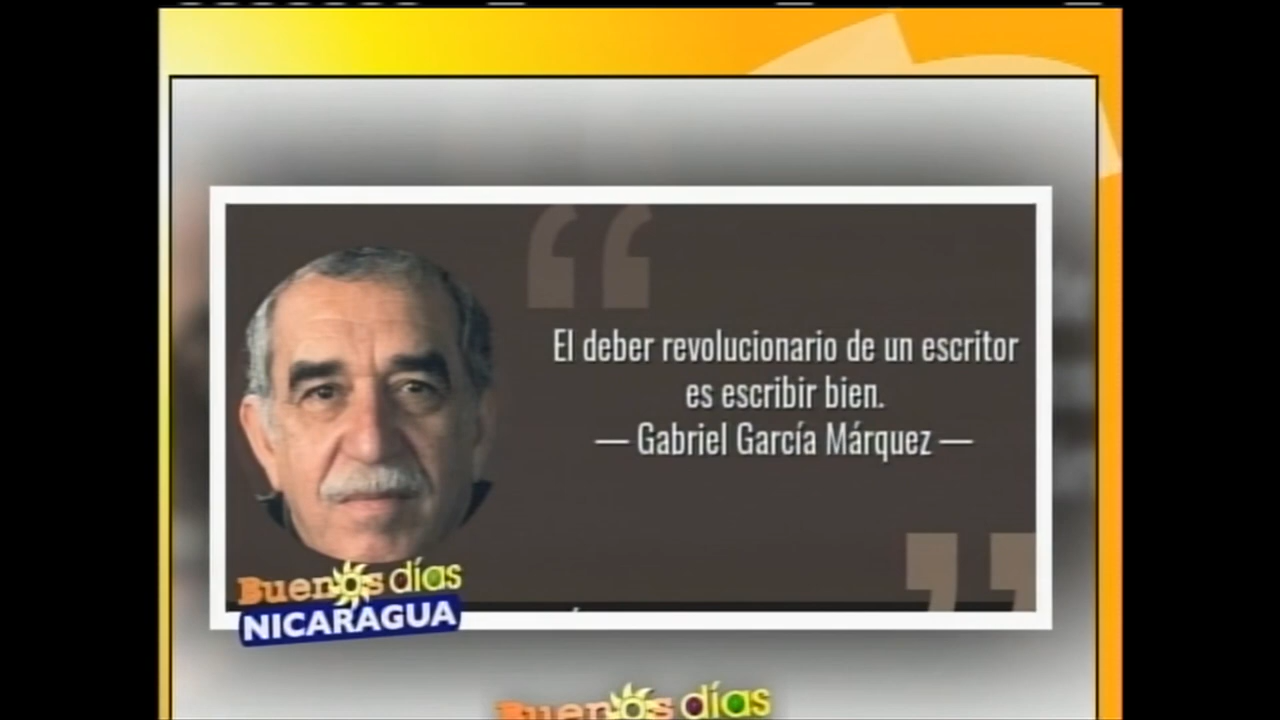 El deber revolucionario de un escritor
es escribir bien.
— Gabriel García Márquez —
Buenos días
NICARAGUA
Buenos días